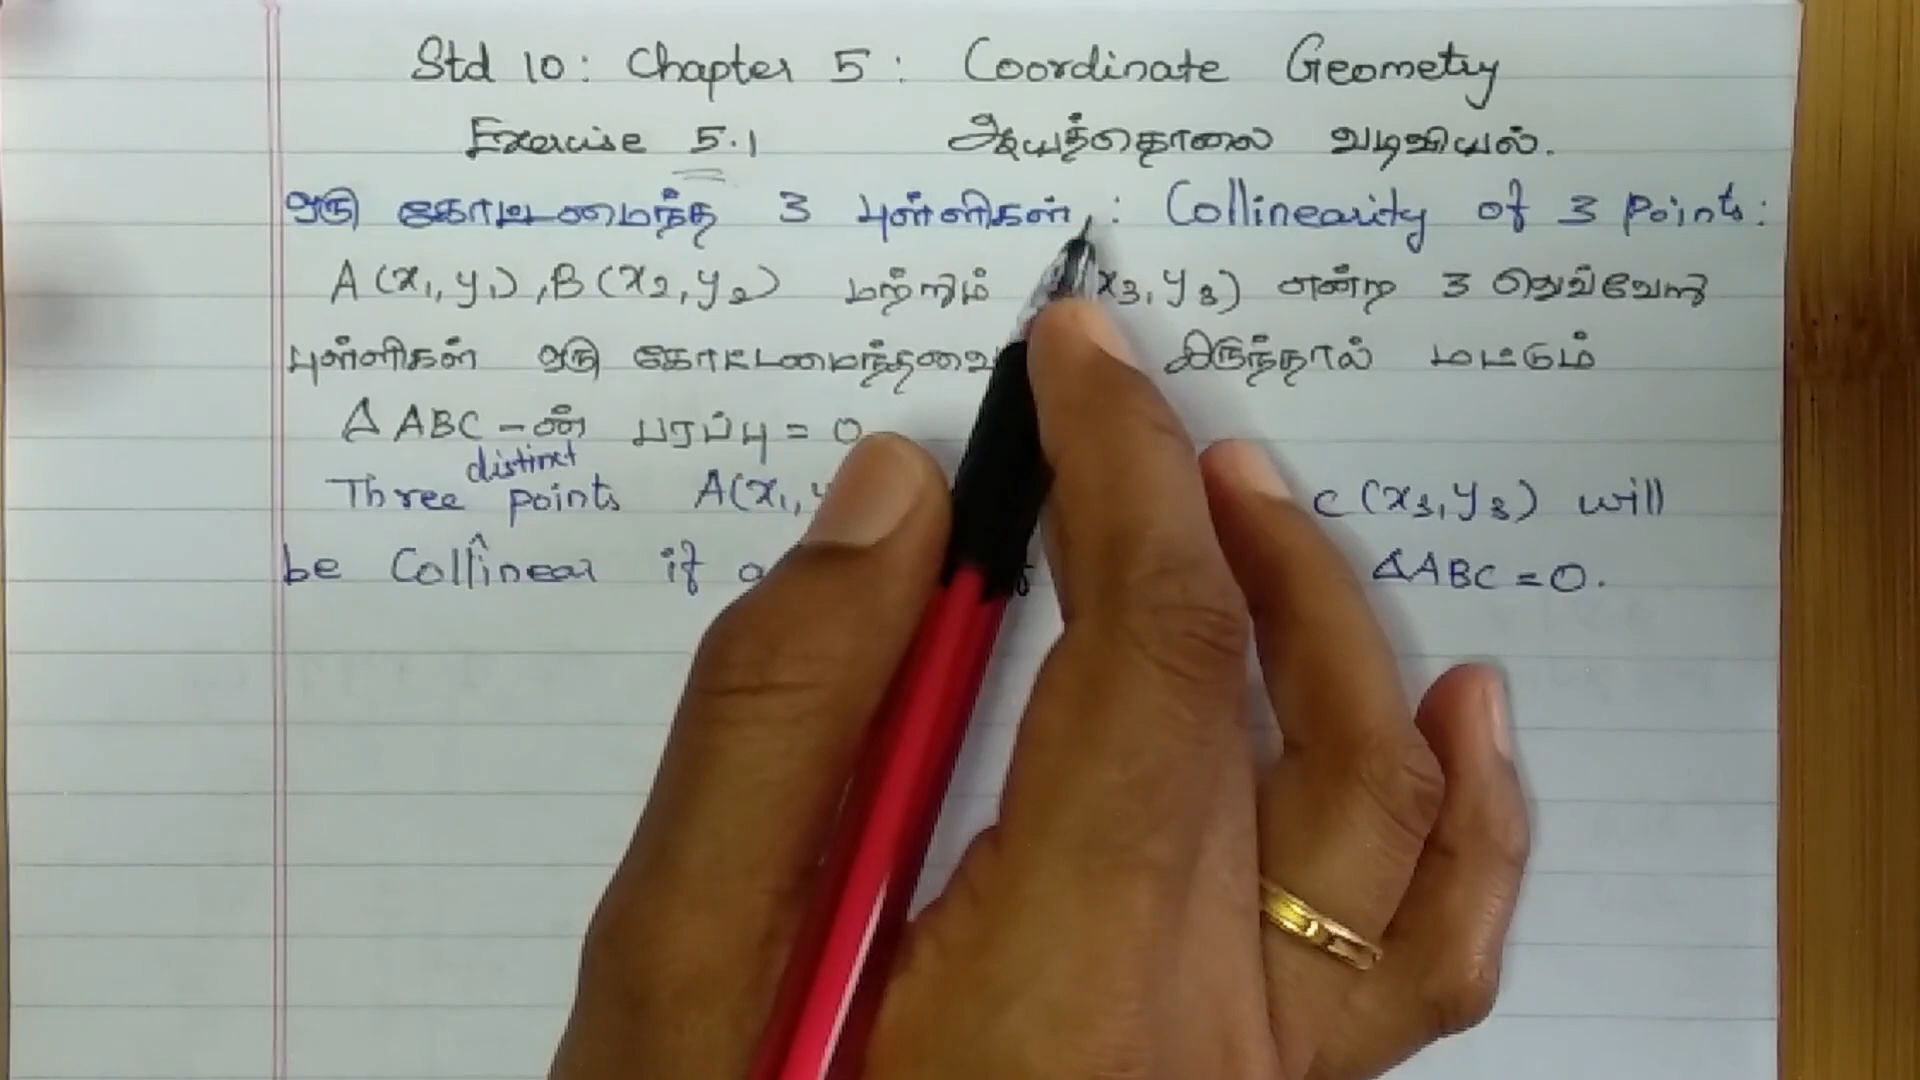 Std 10: Chapter 5: Coordinate Geometry
Exercise 5.1 ஆயத்தொலை வடிவியல்.
ஒரு கோடமைந்த 3 புள்ளிகள்: Collinearity of 3 points:
A(x₁,y₁),B(x₂,y₂) மற்றும் (x₃,y₃) என்ற 3 வெவ்வேறு
புள்ளிகள் ஒரு கோட்டமைந்தவை இருந்தால் மட்டும்
ΔABC-ன் பரப்பு=0
distinct
Three points A(x₁, C(x₃,y₃) will
be Collinear if ΔABC=0.